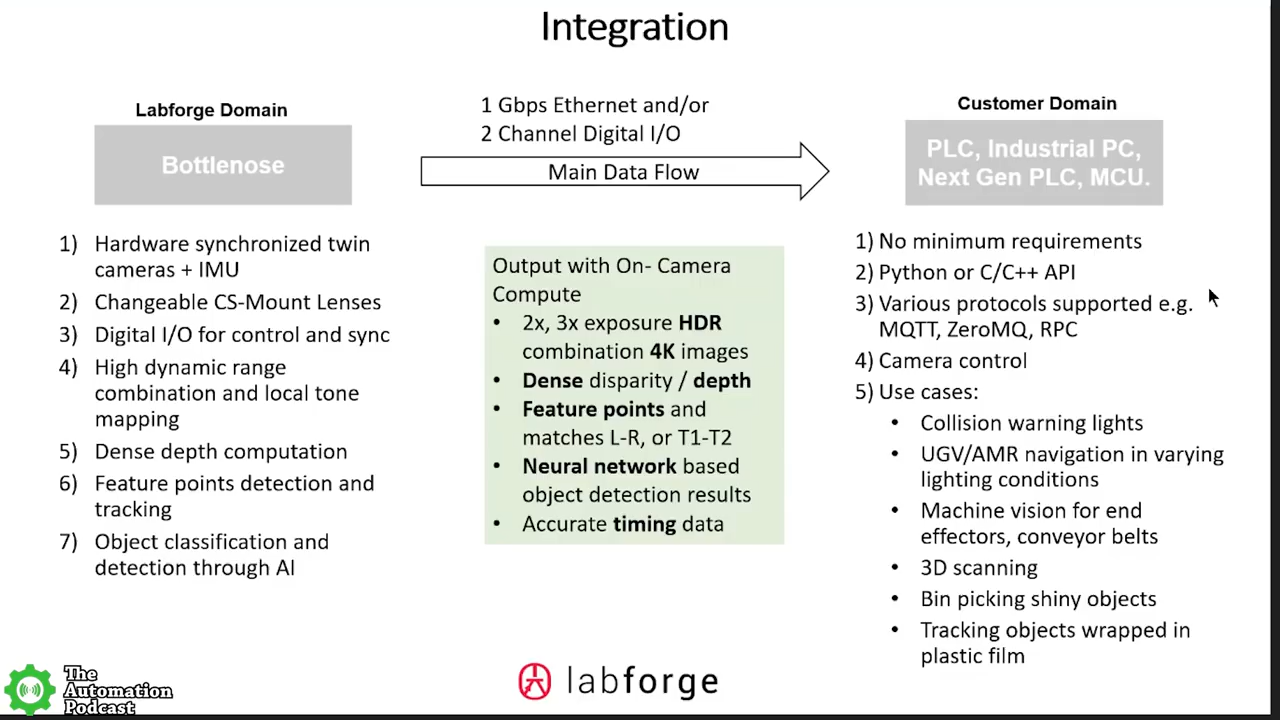 Integration
Labforge Domain
Bottlenose
1) Hardware synchronized twin
cameras + IMU
2) Changeable CS-Mount Lenses
3) Digital I/O for control and sync
4) High dynamic range
combination and local tone
mapping
5) Dense depth computation
6) Feature points detection and
tracking
7) Object classification and
detection through AI
1 Gbps Ethernet and/or
2 Channel Digital I/O
Main Data Flow
Output with On- Camera
Compute
• 2x, 3x exposure HDR
combination 4K images
• Dense disparity / depth
• Feature points and
matches L-R, or T1-T2
• Neural network based
object detection results
• Accurate timing data
Customer Domain
PLC, Industrial PC,
Next Gen PLC, MCU.
1) No minimum requirements
2) Python or C/C++ API
3) Various protocols supported e.g.
MQTT, ZeroMQ, RPC
4) Camera control
5) Use cases:
• Collision warning lights
• UGV/AMR navigation in varying
lighting conditions
• Machine vision for end
effectors, conveyor belts
• 3D scanning
• Bin picking shiny objects
• Tracking objects wrapped in
plastic film
The
Automation
Podcast
labforge